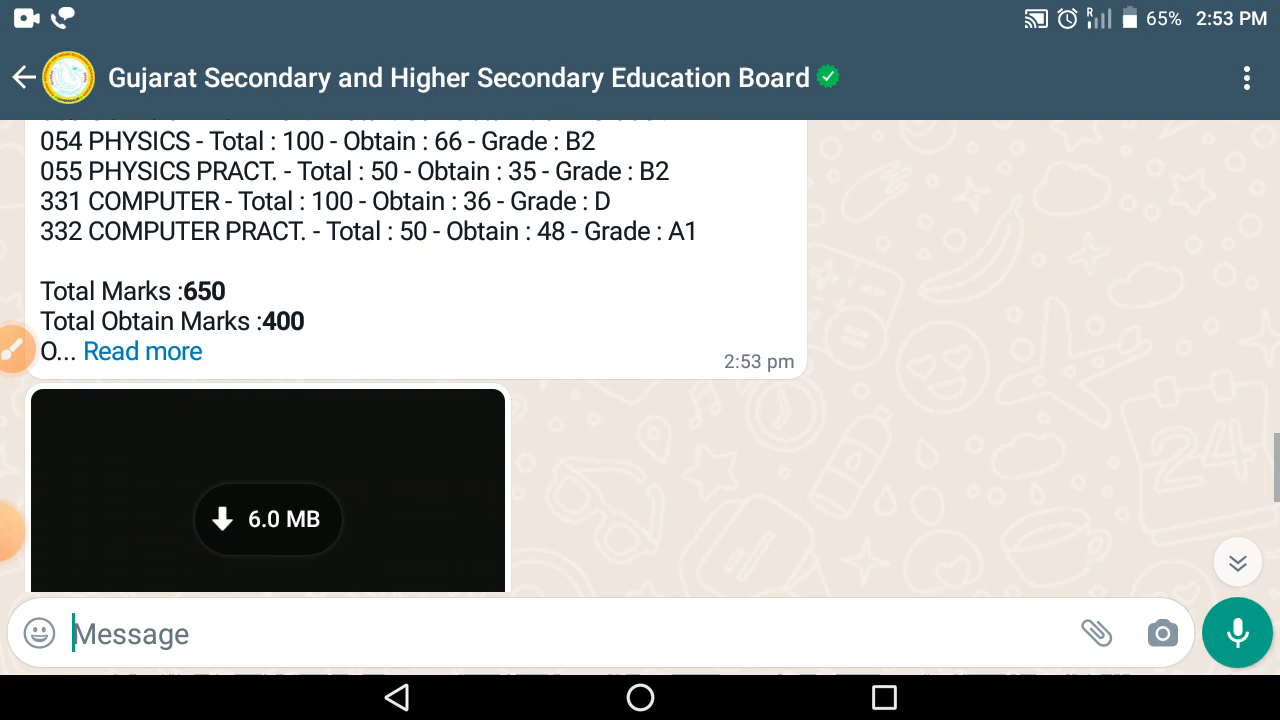 65% 2:53 PM
Gujarat Secondary and Higher Secondary Education Board
054 PHYSICS - Total : 100 - Obtain : 66 - Grade : B2
055 PHYSICS PRACT. - Total : 50 - Obtain : 35 - Grade : B2
331 COMPUTER - Total : 100 - Obtain : 36 - Grade : D
332 COMPUTER PRACT. - Total : 50 - Obtain : 48 - Grade : A1
Total Marks :650
Total Obtain Marks :400
O... Read more
2:53 pm
6.0 MB
Message